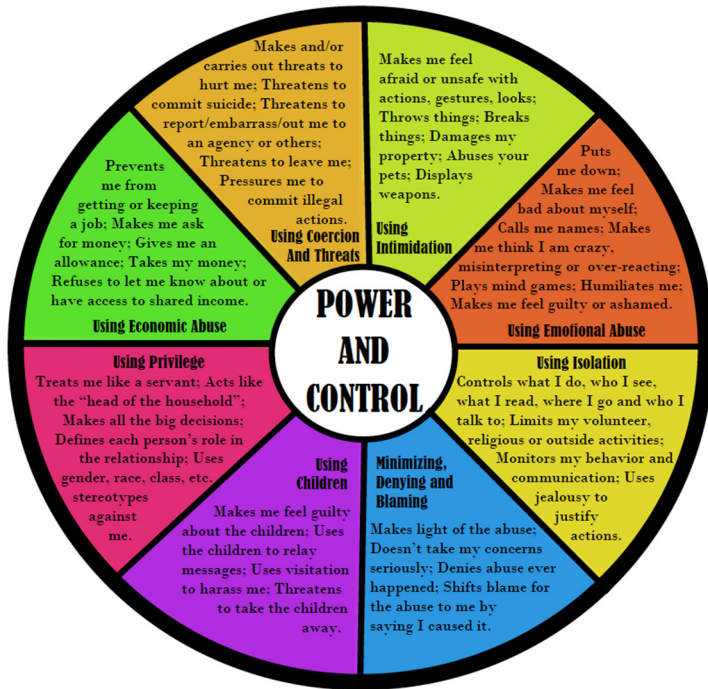 Makes and/or
carries out threats to
hurt me; Threatens to
commit suicide; Threatens to
report/embarrass/out me to
an agency or others;
Threatens to leave me;
Pressures me to
commit illegal
actions.
Using Coercion
And Threats
Makes me feel
afraid or unsafe with
actions, gestures, looks;
Throws things; Breaks
things; Damages my
property; Abuses your
pets; Displays
weapons.
Using
Intimidation
Puts
me down;
Makes me feel
bad about myself;
Calls me names; Makes
me think I am crazy,
misinterpreting or over-reacting;
Plays mind games; Humiliates me;
Makes me feel guilty or ashamed.
Using Emotional Abuse
Using Isolation
Controls what I do, who I see,
what I read, where I go and who I
talk to; Limits my volunteer,
religious or outside activities;
Monitors my behavior and
communication; Uses
jealousy to
justify
actions.
Minimizing,
Denying and
Blaming
Makes light of the abuse;
Doesn't take my concerns
seriously; Denies abuse ever
happened; Shifts blame for
the abuse to me by
saying I caused it.
Using
Children
Makes me feel guilty
about the children; Uses
the children to relay
messages; Uses visitation
to harass me; Threatens
to take the children
away.
Using Privilege
Treats me like a servant; Acts like
the “head of the household”;
Makes all the big decisions;
Defines each person's role in
the relationship; Uses
gender, race, class, etc.
stereotypes
against
me.
Prevents
me from
getting or keeping
a job; Makes me ask
for money; Gives me an
allowance; Takes my money;
Refuses to let me know about or
have access to shared income.
Using Economic Abuse
POWER
AND
CONTROL